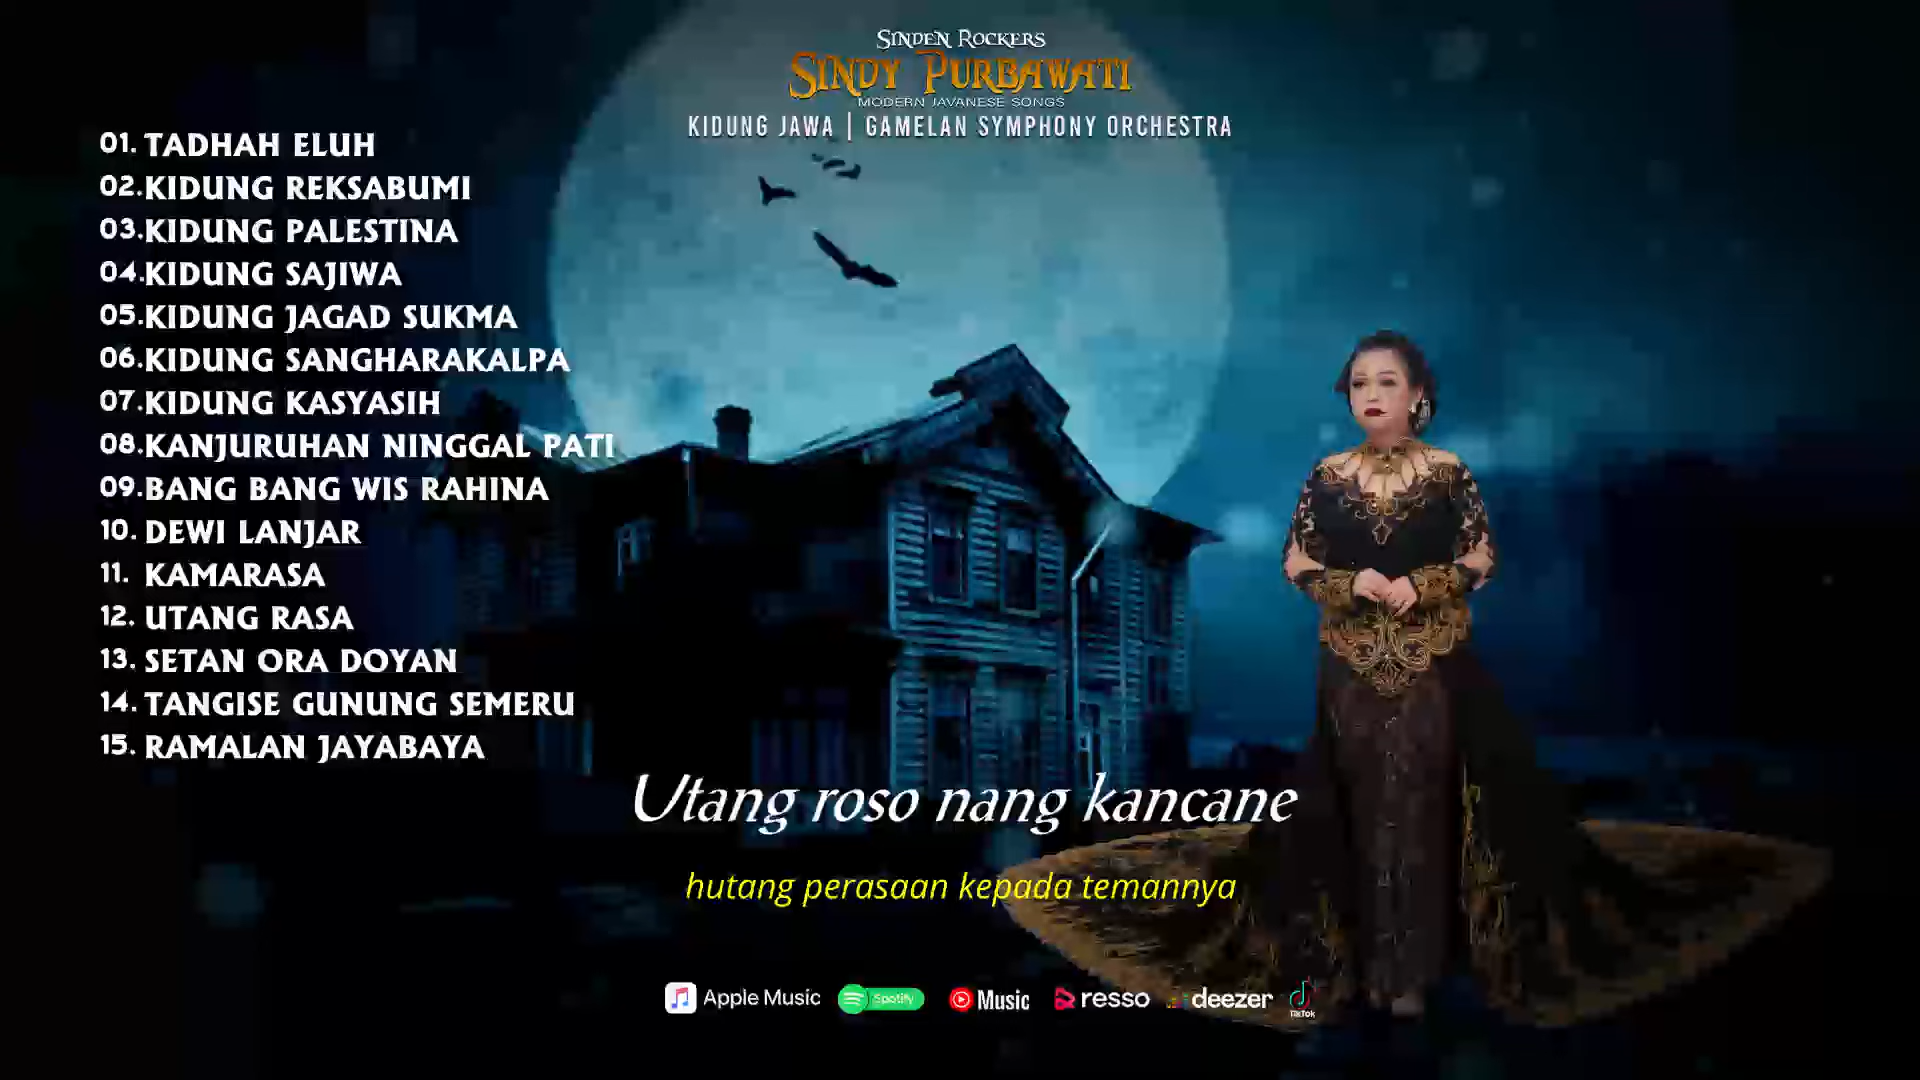 SINDEN ROCKERS
SINDY PURBAWATI
MODERN JAVANESE SONGS
KIDUNG JAWA | GAMELAN SYMPHONY ORCHESTRA
01. TADHAH ELUH
02. KIDUNG REKSABUMI
03. KIDUNG PALESTINA
04. KIDUNG SAJIWA
05. KIDUNG JAGAD SUKMA
06. KIDUNG SANGHARAKALPA
07. KIDUNG KASYASIH
08. KANJURUHAN NINGGAL PATI
09. BANG BANG WIS RAHINA
10. DEWI LANJAR
11. KAMARASA
12. UTANG RASA
13. SETAN ORA DOYAN
14. TANGISE GUNUNG SEMERU
15. RAMALAN JAYABAYA
Utang roso nang kancane
hutang perasaan kepada temannya
Apple Music Spotify Music resso deezer TikTok